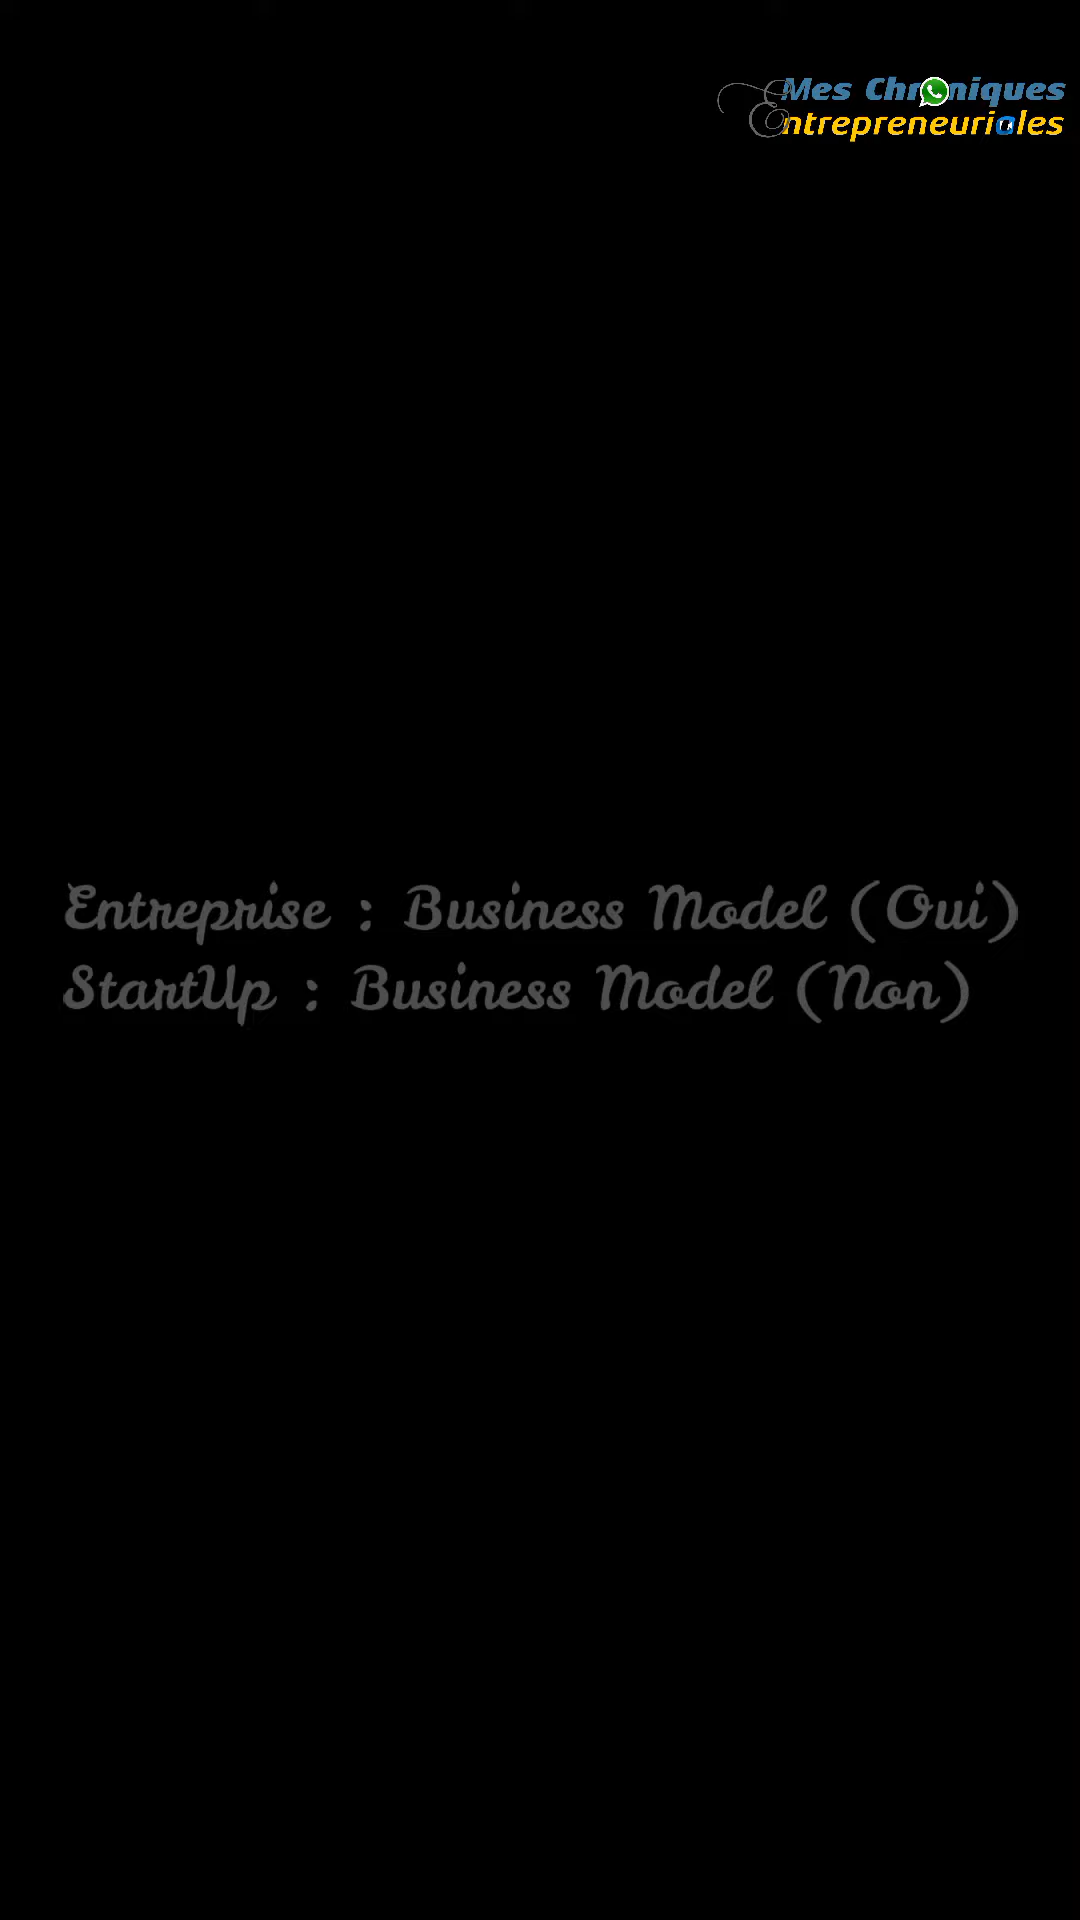 Mes Chroniques
Entrepreneuriales
Entreprise : Business Model (Oui)
StartUp : Business Model (Non)